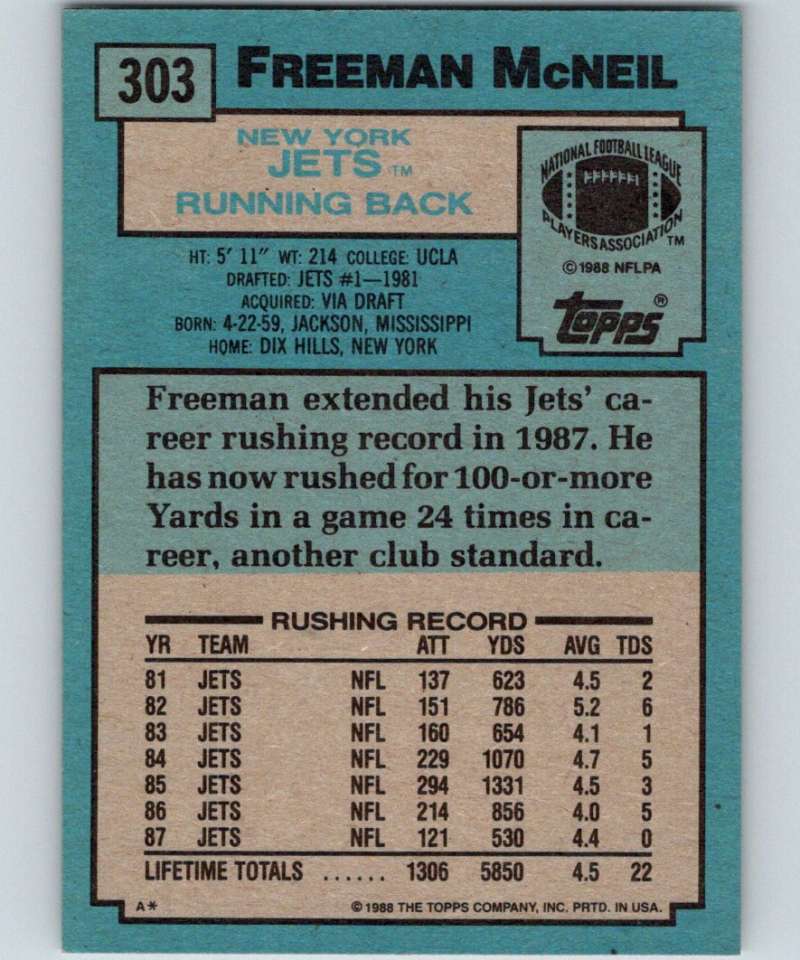 303 FREEMAN MCNEIL
NEW YORK
JETS TM
RUNNING BACK
NATIONAL FOOTBALL LEAGUE
PLAYERS ASSOCIATION TM
© 1988 NFLPA
Topps ®
HT: 5' 11" WT: 214 COLLEGE: UCLA
DRAFTED: JETS #1—1981
ACQUIRED: VIA DRAFT
BORN: 4-22-59, JACKSON, MISSISSIPPI
HOME: DIX HILLS, NEW YORK
Freeman extended his Jets' ca-
reer rushing record in 1987. He
has now rushed for 100-or-more
Yards in a game 24 times in ca-
reer, another club standard.
RUSHING RECORD
YR TEAM ATT YDS AVG TDS
81 JETS NFL 137 623 4.5 2
82 JETS NFL 151 786 5.2 6
83 JETS NFL 160 654 4.1 1
84 JETS NFL 229 1070 4.7 5
85 JETS NFL 294 1331 4.5 3
86 JETS NFL 214 856 4.0 5
87 JETS NFL 121 530 4.4 0
LIFETIME TOTALS ...... 1306 5850 4.5 22
A* © 1988 THE TOPPS COMPANY, INC. PRTD. IN USA.